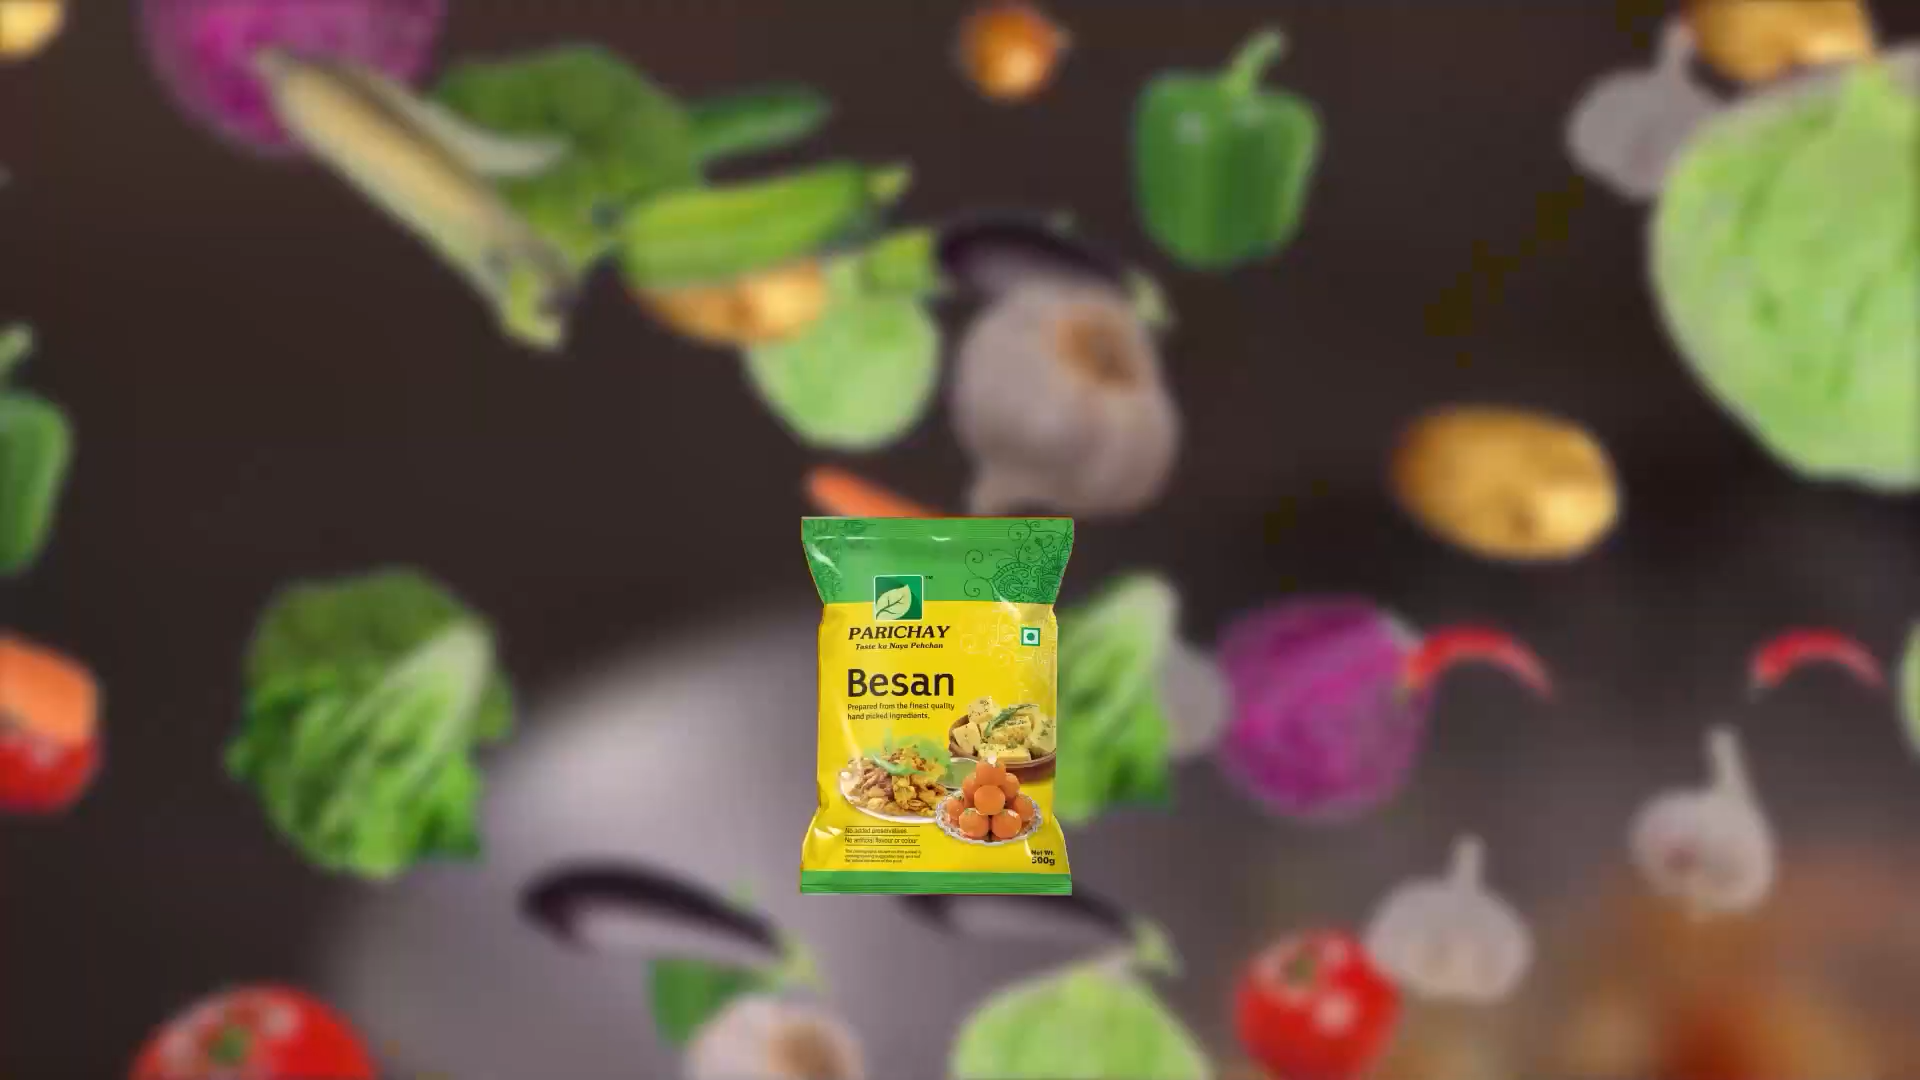 ™
PARICHAY
Taste ka Naya Pehchan
Besan
Prepared from the finest quality
hand picked ingredients.
No added preservatives
No artificial flavour or colour
Net Wt.
500g